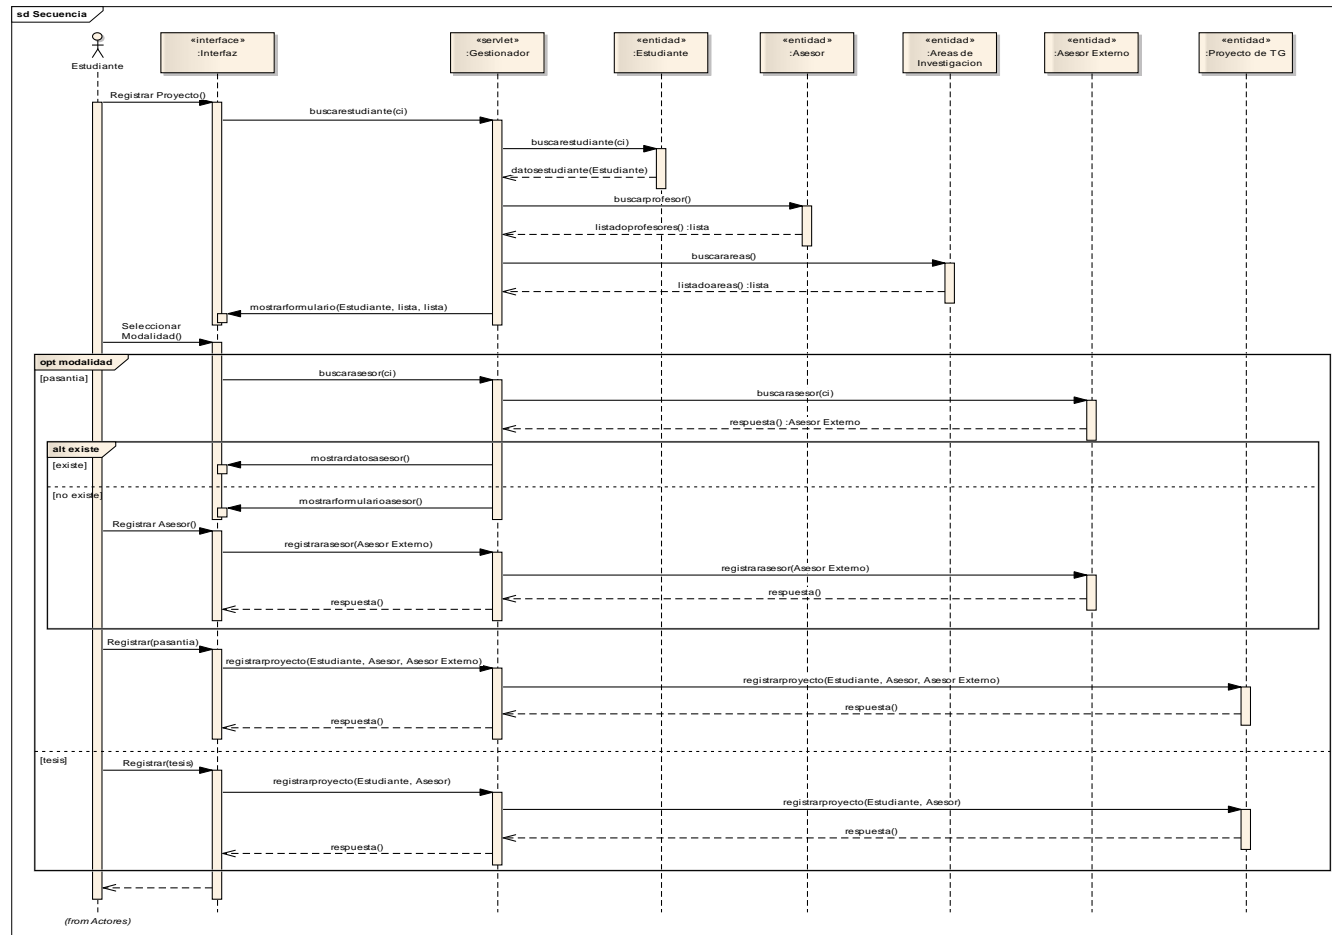 sd Secuencia
«interface»
:Interfaz
«servlet»
:Gestionador
«entidad»
:Estudiante
«entidad»
:Asesor
«entidad»
:Areas de
Investigacion
«entidad»
:Asesor Externo
«entidad»
:Proyecto de TG
Estudiante
Registrar Proyecto()
buscarestudiante(ci)
buscarestudiante(ci)
datosestudiante(Estudiante)
buscarprofesor()
listadoprofesores() :lista
buscarareas()
listadoareas() :lista
mostrarformulario(Estudiante, lista, lista)
Seleccionar
Modalidad()
opt modalidad
[pasantia]
buscarasesor(ci)
buscarasesor(ci)
respuesta() :Asesor Externo
alt existe
[existe]
mostrardatosasesor()
[no existe]
mostrarformularioasesor()
Registrar Asesor()
registrarasesor(Asesor Externo)
registrarasesor(Asesor Externo)
respuesta()
respuesta()
Registrar(pasantia)
registrarproyecto(Estudiante, Asesor, Asesor Externo)
registrarproyecto(Estudiante, Asesor, Asesor Externo)
respuesta()
respuesta()
[tesis]
Registrar(tesis)
registrarproyecto(Estudiante, Asesor)
registrarproyecto(Estudiante, Asesor)
respuesta()
respuesta()
(from Actores)